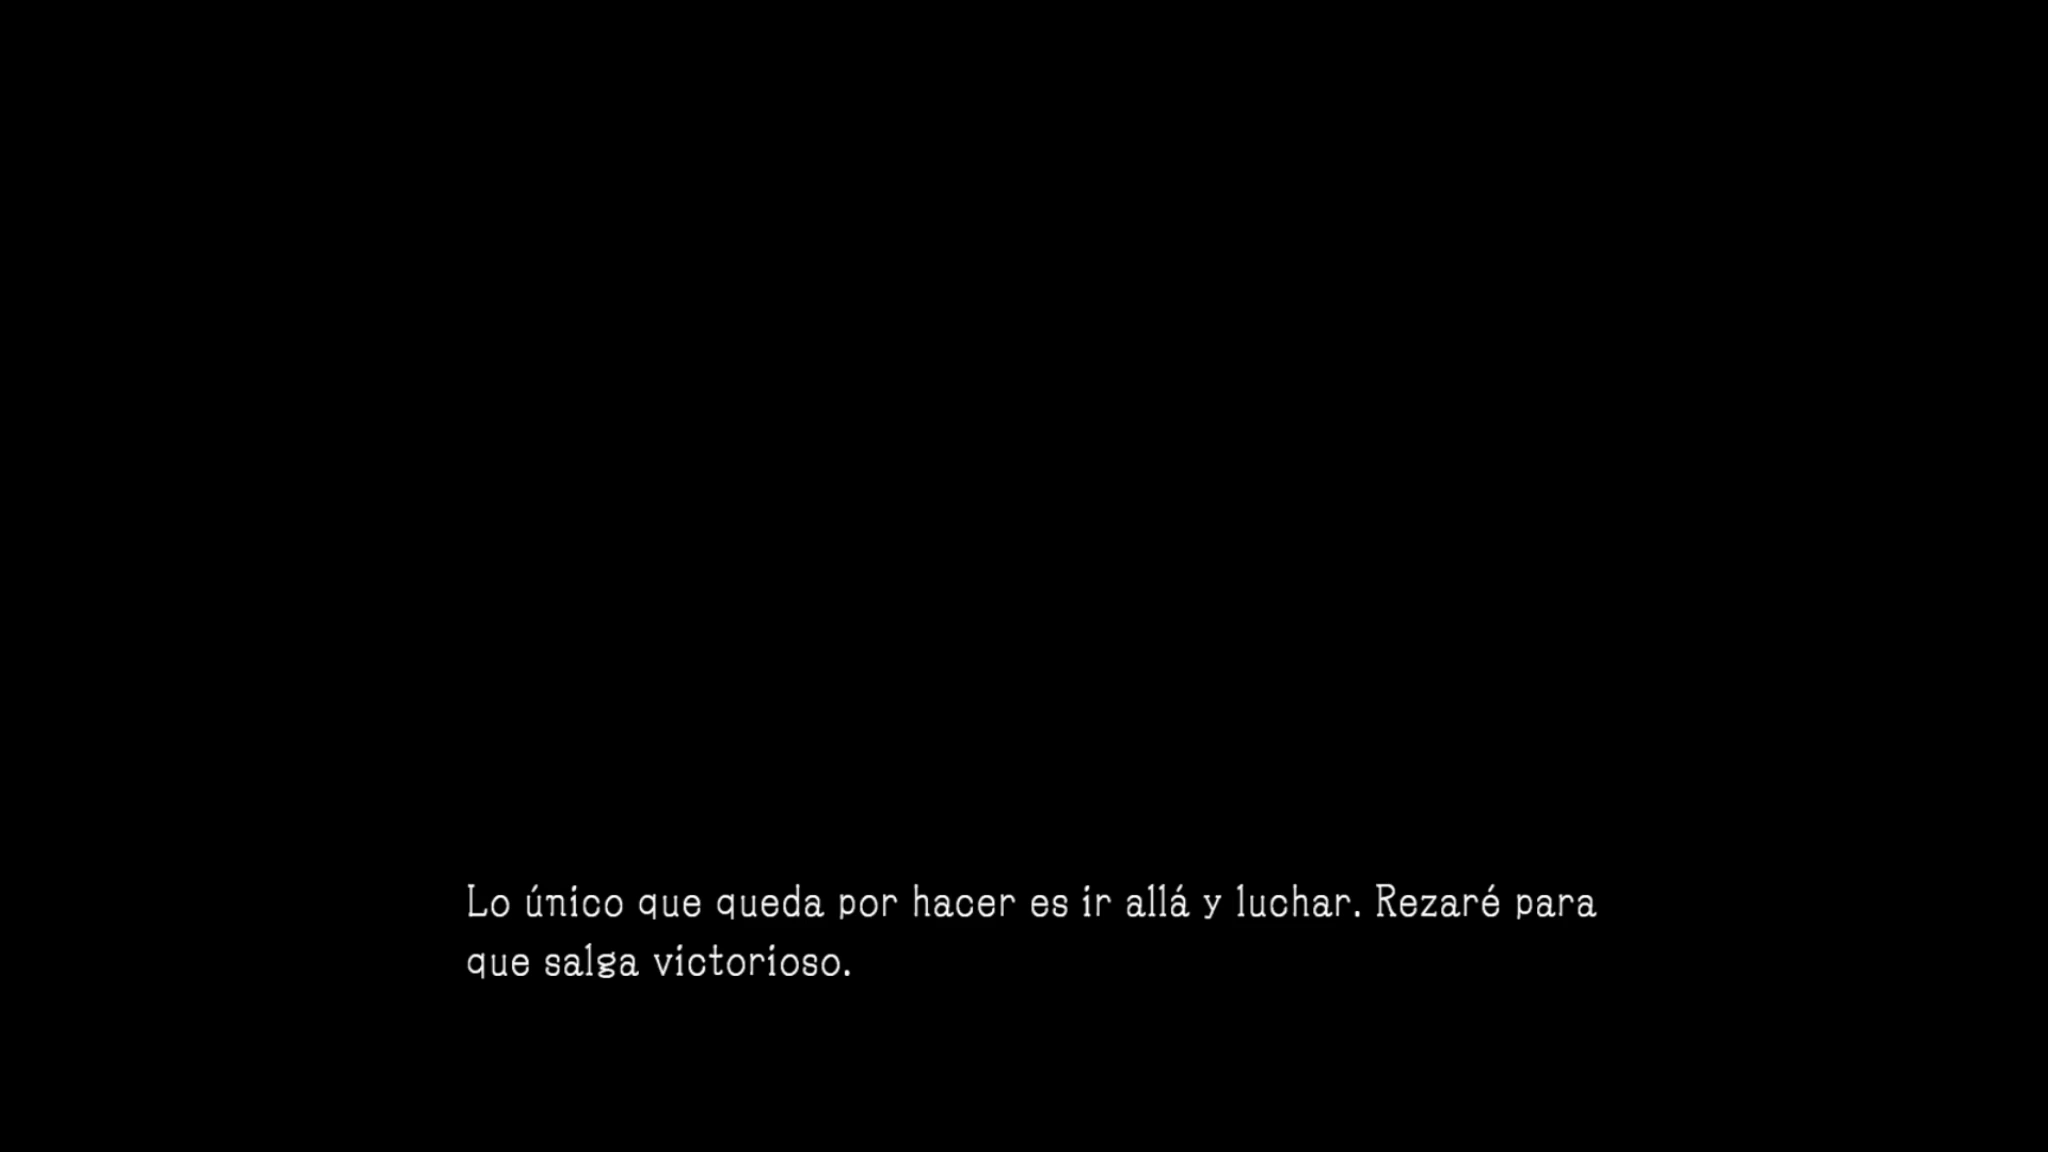 Lo único que queda por hacer es ir allá y luchar. Rezaré para
que salga victorioso.